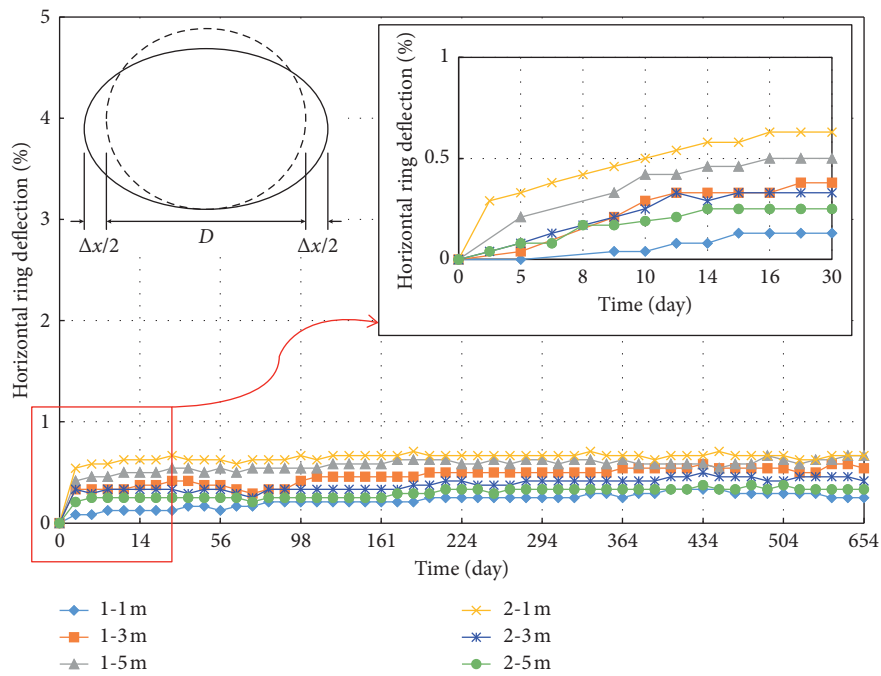 5
4
3
2
1
0
Horizontal ring deflection (%)
0 14 56 98 161 224 294 364 434 504 654
Time (day)
Δx/2 D Δx/2
1
0.5
0
Horizontal ring deflection (%)
0 5 8 10 14 16 30
Time (day)
1-1 m
1-3 m
1-5 m
2-1 m
2-3 m
2-5 m